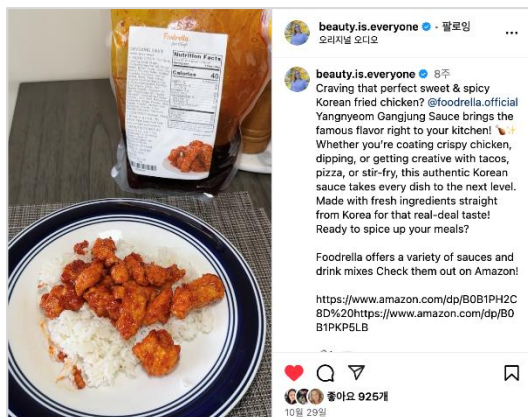 beauty.is.everyone • 팔로잉
오리지널 오디오
Foodrella
Nutrition Facts
Calories 40
beauty.is.everyone 8주
Craving that perfect sweet & spicy
Korean fried chicken? @foodrella.official
Yangnyeom Gangjung Sauce brings the
famous flavor right to your kitchen! 🍗✨
Whether you're coating crispy chicken,
dipping, or getting creative with tacos,
pizza, or stir-fry, this authentic Korean
sauce takes every dish to the next level.
Made with fresh ingredients straight
from Korea for that real-deal taste!
Ready to spice up your meals?
Foodrella offers a variety of sauces and
drink mixes Check them out on Amazon!
https://www.amazon.com/dp/B0B1PH2C
8D%20https://www.amazon.com/dp/B0
B1PKP5LB
좋아요 925개
10월 29일